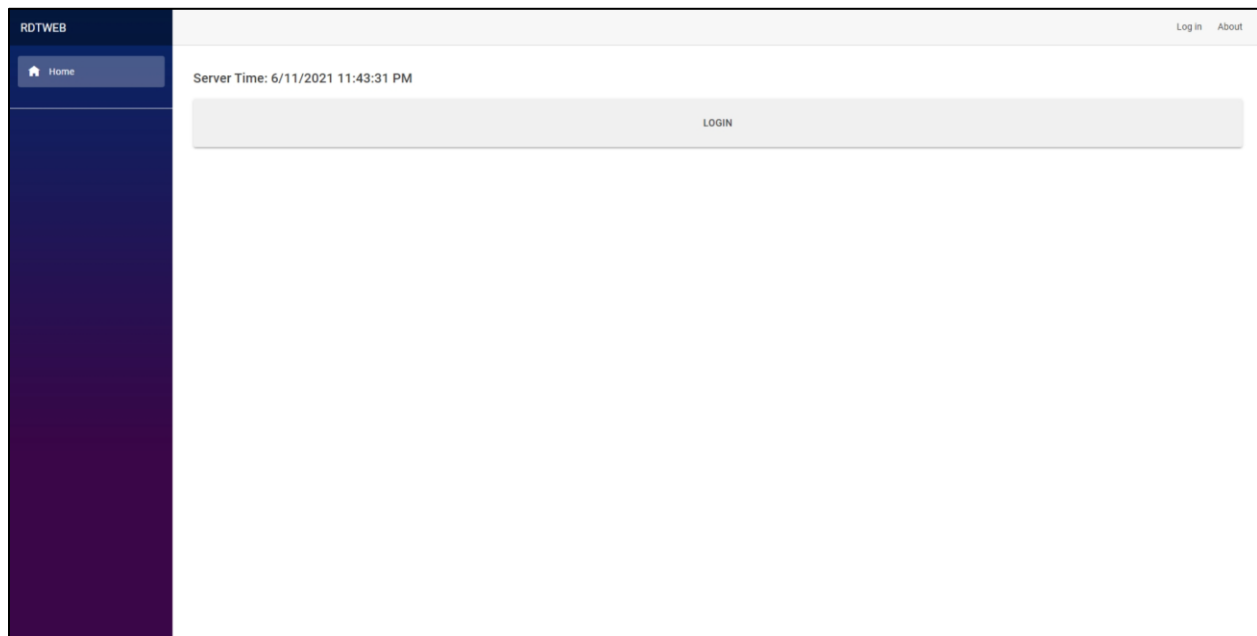 RDTWEB
Log in About
Home
Server Time: 6/11/2021 11:43:31 PM
LOGIN